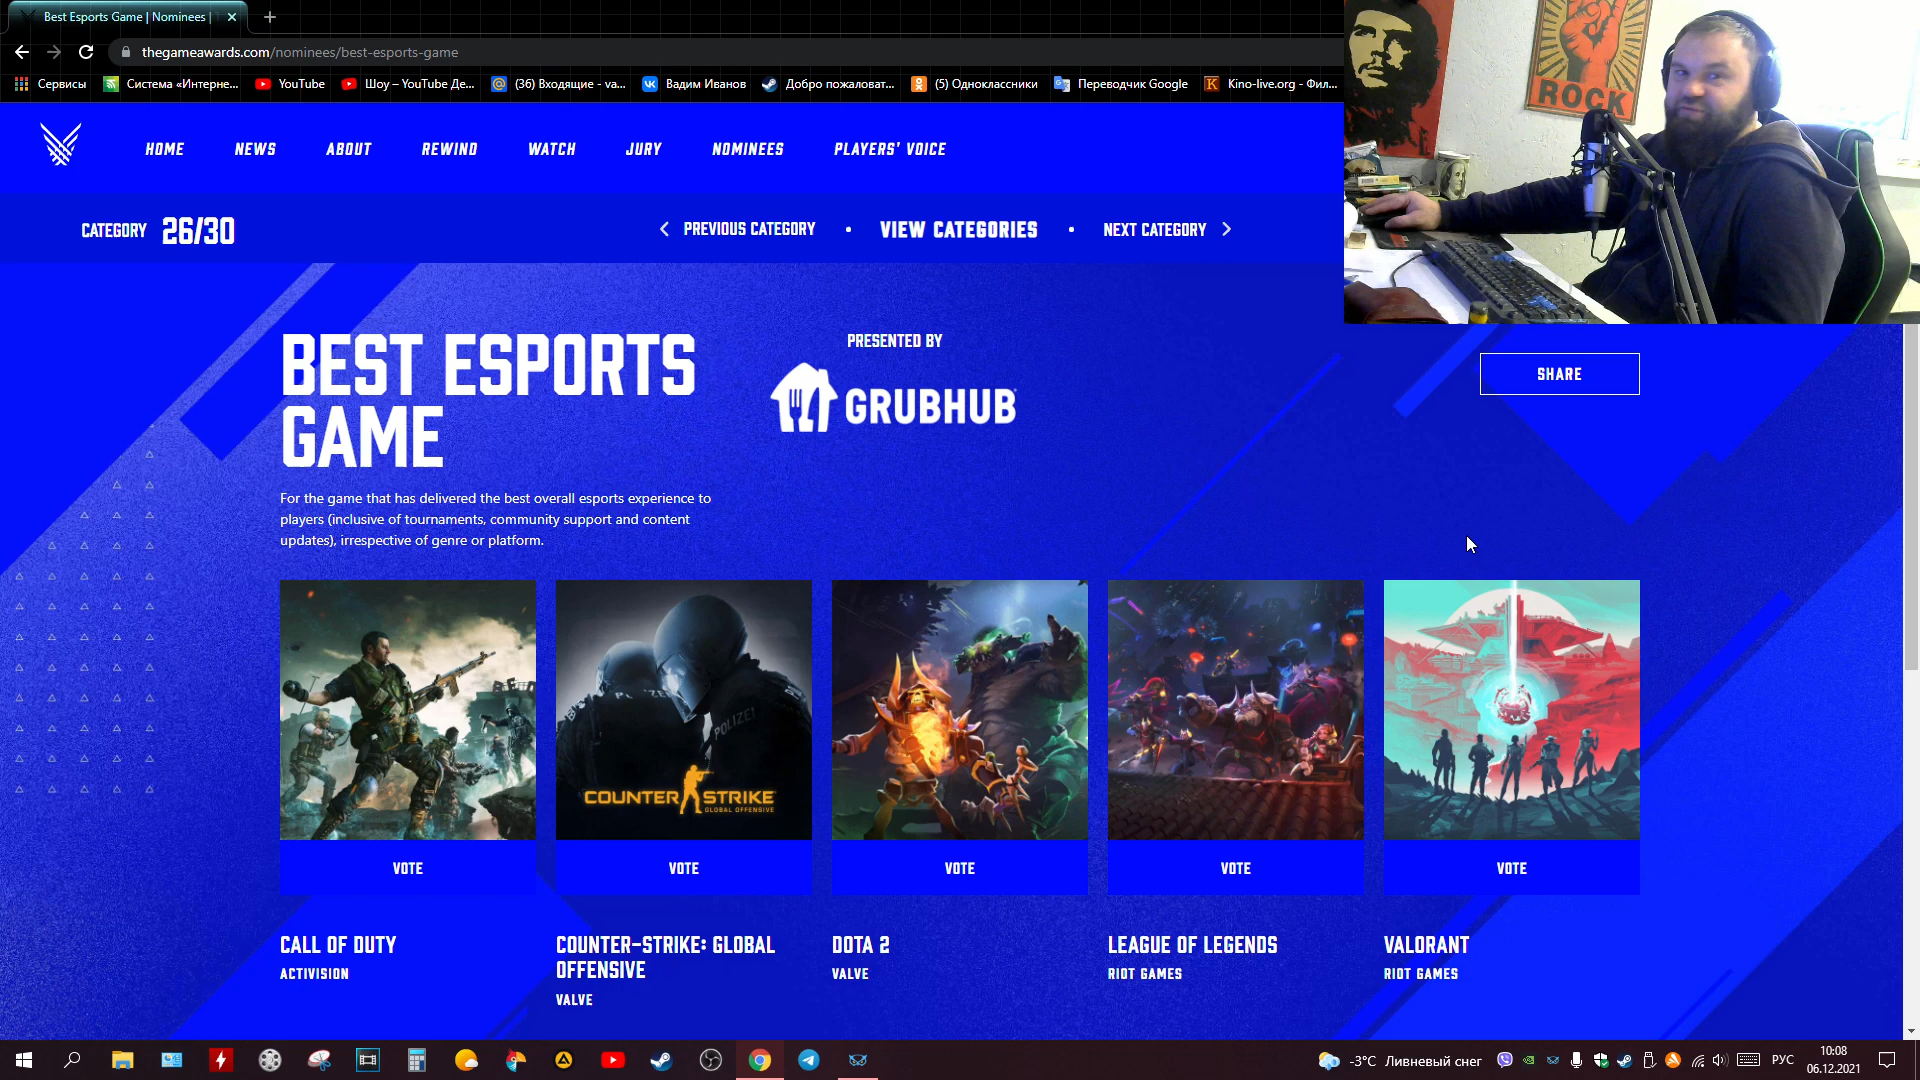 Best Esports Game | Nominees |
thegameawards.com/nominees/best-esports-game
Сервисы
Система «Интерне...
YouTube
Шоу – YouTube Де...
(36) Входящие - va...
Вадим Иванов
Добро пожаловат...
(5) Одноклассники
Переводчик Google
Kino-live.org - Фил...
ROCK
HOME
NEWS
ABOUT
REWIND
WATCH
JURY
NOMINEES
PLAYERS' VOICE
CATEGORY 26/30
PREVIOUS CATEGORY
VIEW CATEGORIES
NEXT CATEGORY
BEST ESPORTS
GAME
PRESENTED BY
GRUBHUB
SHARE
For the game that has delivered the best overall esports experience to
players (inclusive of tournaments, community support and content
updates), irrespective of genre or platform.
POLIZEI
COUNTER STRIKE
GLOBAL OFFENSIVE
VOTE
VOTE
VOTE
VOTE
VOTE
CALL OF DUTY
ACTIVISION
COUNTER-STRIKE: GLOBAL
OFFENSIVE
VALVE
DOTA 2
VALVE
LEAGUE OF LEGENDS
RIOT GAMES
VALORANT
RIOT GAMES
-3°C Ливневый снег
РУС
10:08
06.12.2021